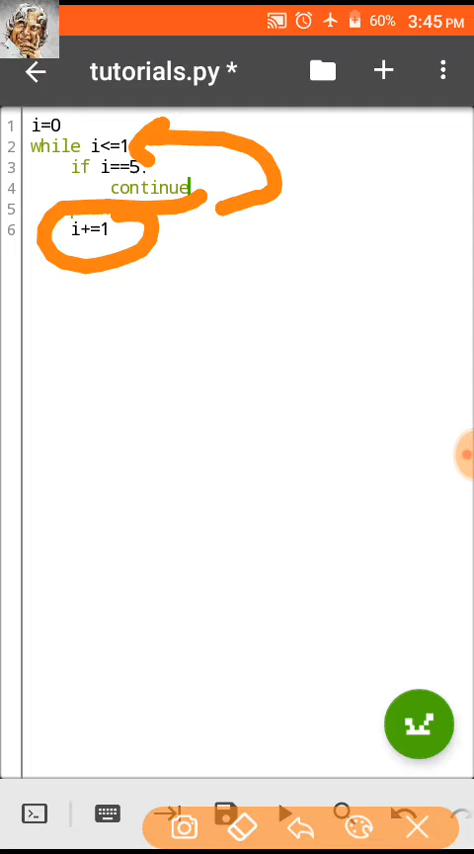 60% 3:45 PM
tutorials.py *
1 i=0
2 while i<=1
3 if i==5:
4 continue
5
6 i+=1